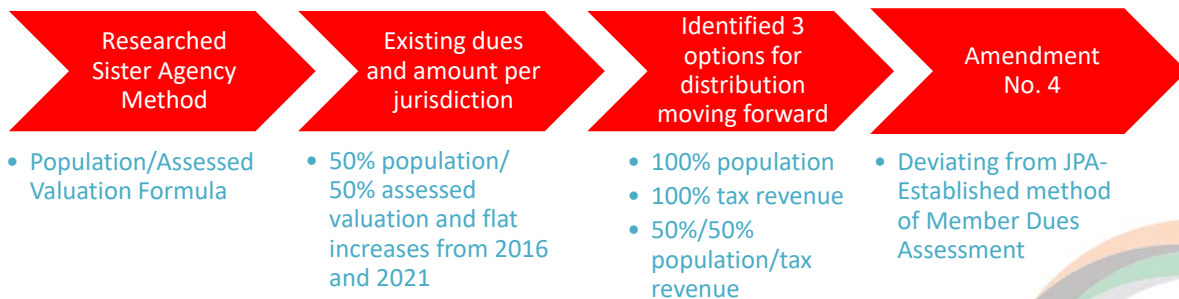 Researched
Sister Agency
Method
• Population/Assessed
Valuation Formula
Existing dues
and amount per
jurisdiction
• 50% population/
50% assessed
valuation and flat
increases from 2016
and 2021
Identified 3
options for
distribution
moving forward
• 100% population
• 100% tax revenue
• 50%/50%
population/tax
revenue
Amendment
No. 4
• Deviating from JPA-
Established method
of Member Dues
Assessment